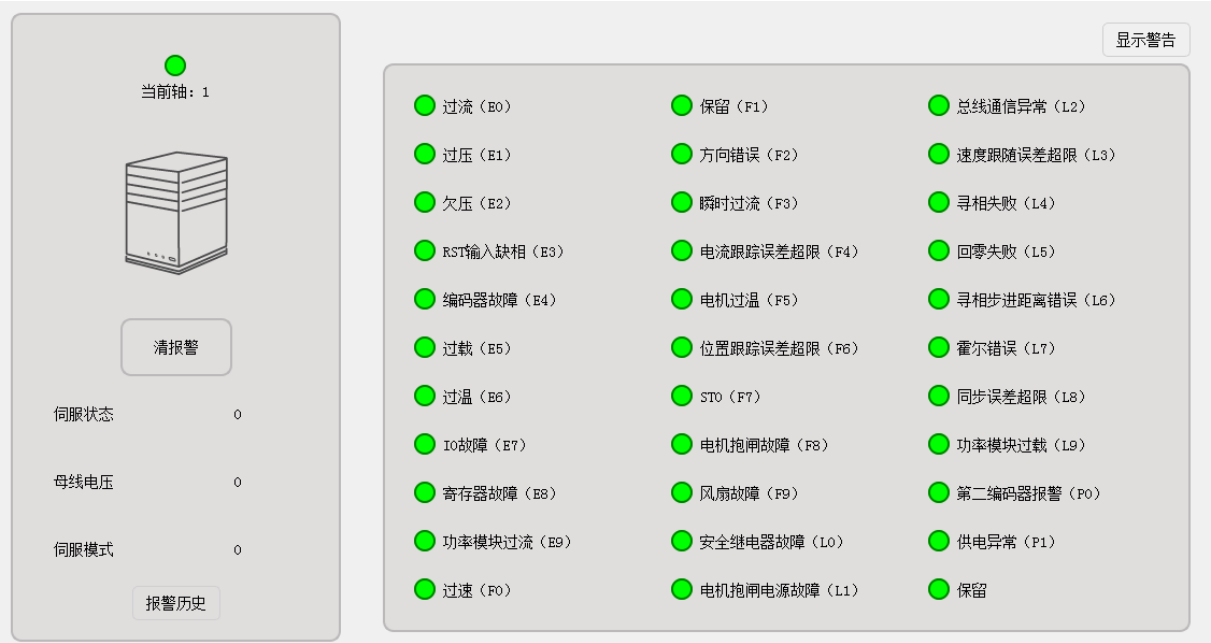 当前轴：1
清报警
伺服状态 0
母线电压 0
伺服模式 0
报警历史
显示警告
过流（E0） 保留（F1） 总线通信异常（L2）
过压（E1） 方向错误（F2） 速度跟随误差超限（L3）
欠压（E2） 瞬时过流（F3） 寻相失败（L4）
RST输入缺相（E3） 电流跟踪误差超限（F4） 回零失败（L5）
编码器故障（E4） 电机过温（F5） 寻相步进距离错误（L6）
过载（E5） 位置跟踪误差超限（F6） 霍尔错误（L7）
过温（E6） STO（F7） 同步误差超限（L8）
IO故障（E7） 电机抱闸故障（F8） 功率模块过载（L9）
寄存器故障（E8） 风扇故障（F9） 第二编码器报警（P0）
功率模块过流（E9） 安全继电器故障（L0） 供电异常（P1）
过速（F0） 电机抱闸电源故障（L1） 保留